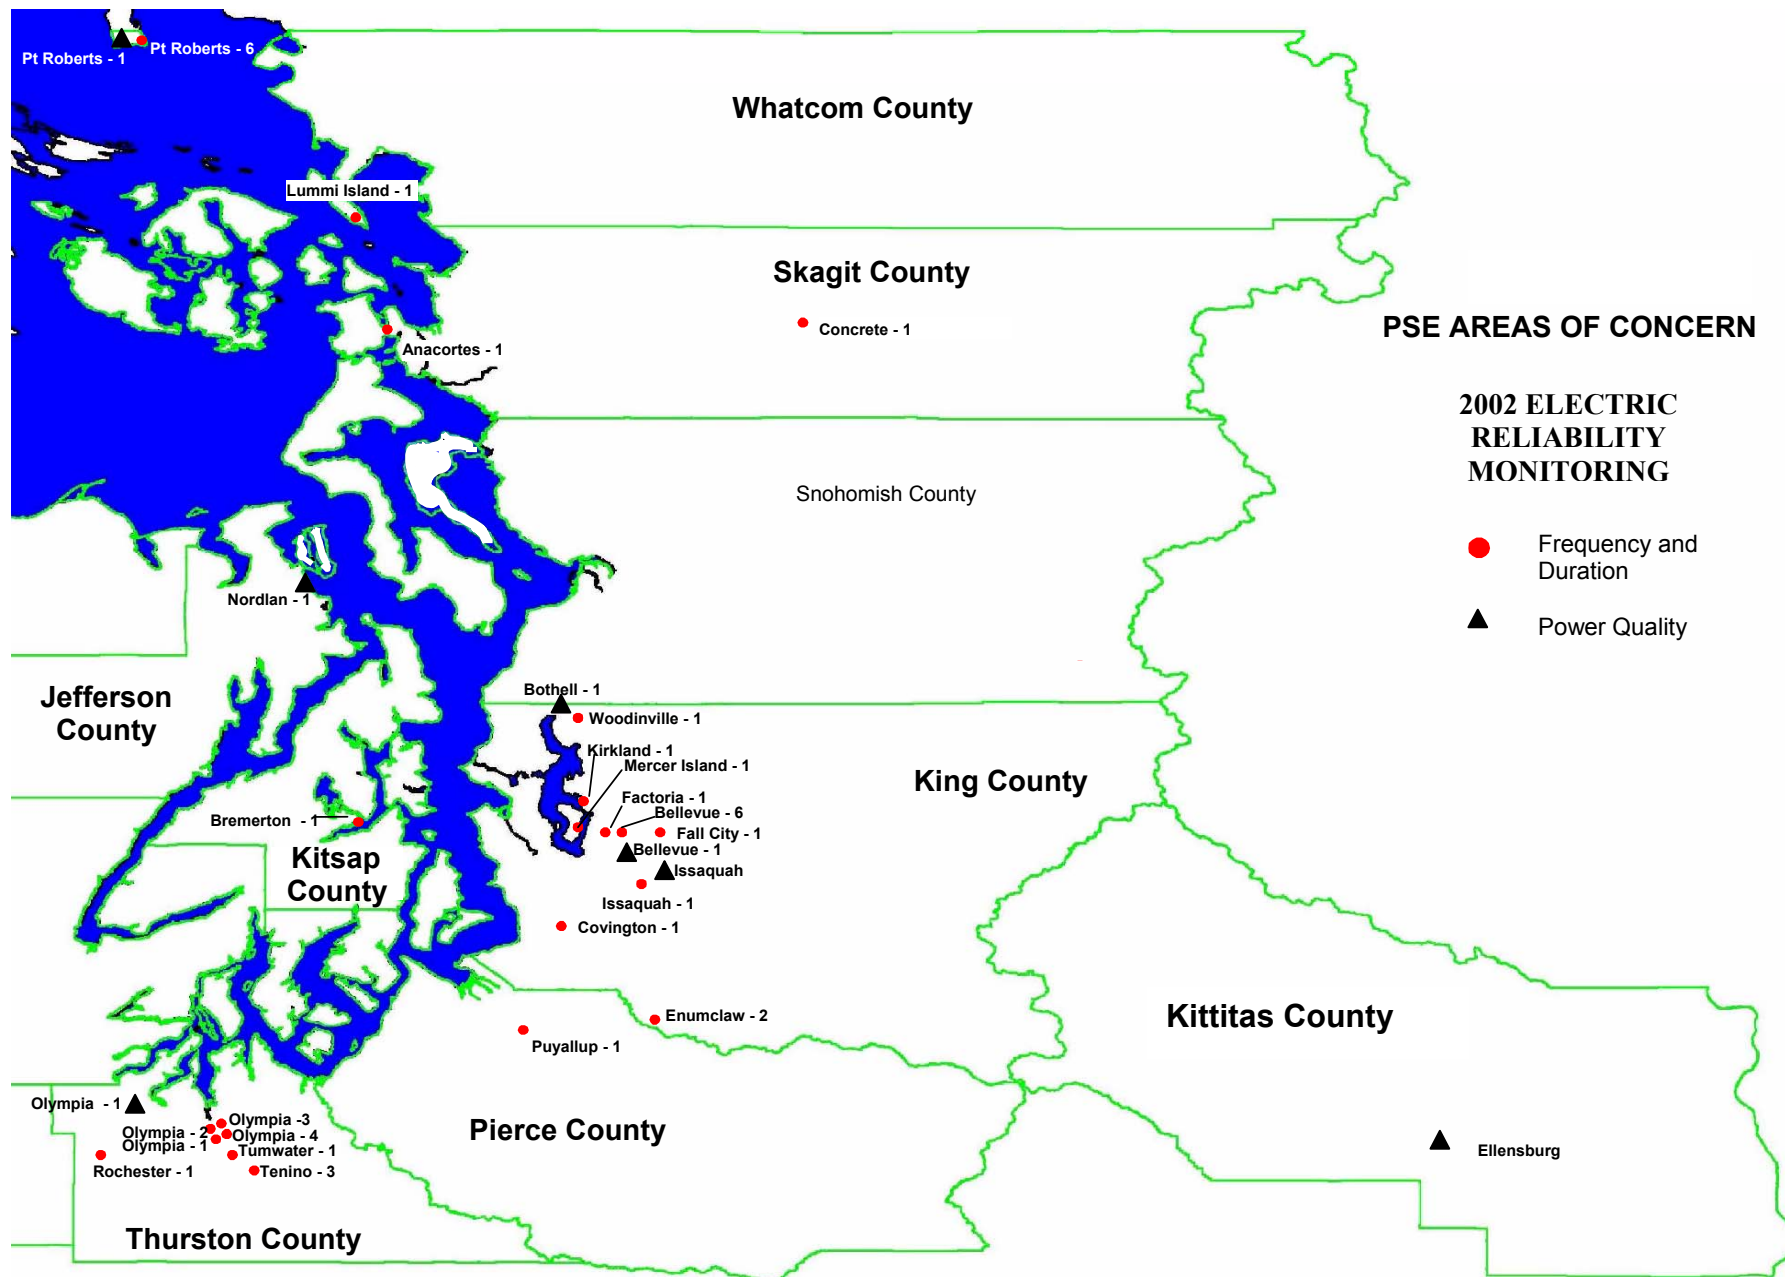 Pt Roberts - 6
Pt Roberts - 1
Whatcom County
Lummi Island - 1
Skagit County
Concrete - 1
PSE AREAS OF CONCERN
Anacortes - 1
2002 ELECTRIC
RELIABILITY
MONITORING
Snohomish County
Frequency and
Duration
Nordlan - 1
Power Quality
Jefferson
County
Bothell - 1
Woodinville - 1
Kirkland - 1
Mercer Island - 1
King County
Factoria - 1
Bellevue - 6
Bremerton - 1
Fall City - 1
Bellevue - 1
Kitsap
County
Issaquah
Issaquah - 1
Covington - 1
Enumclaw - 2
Kittitas County
Puyallup - 1
Olympia - 1
Olympia -3
Olympia - 2
Olympia - 4
Olympia - 1
Tumwater - 1
Pierce County
Ellensburg
Rochester - 1
Tenino - 3
Thurston County